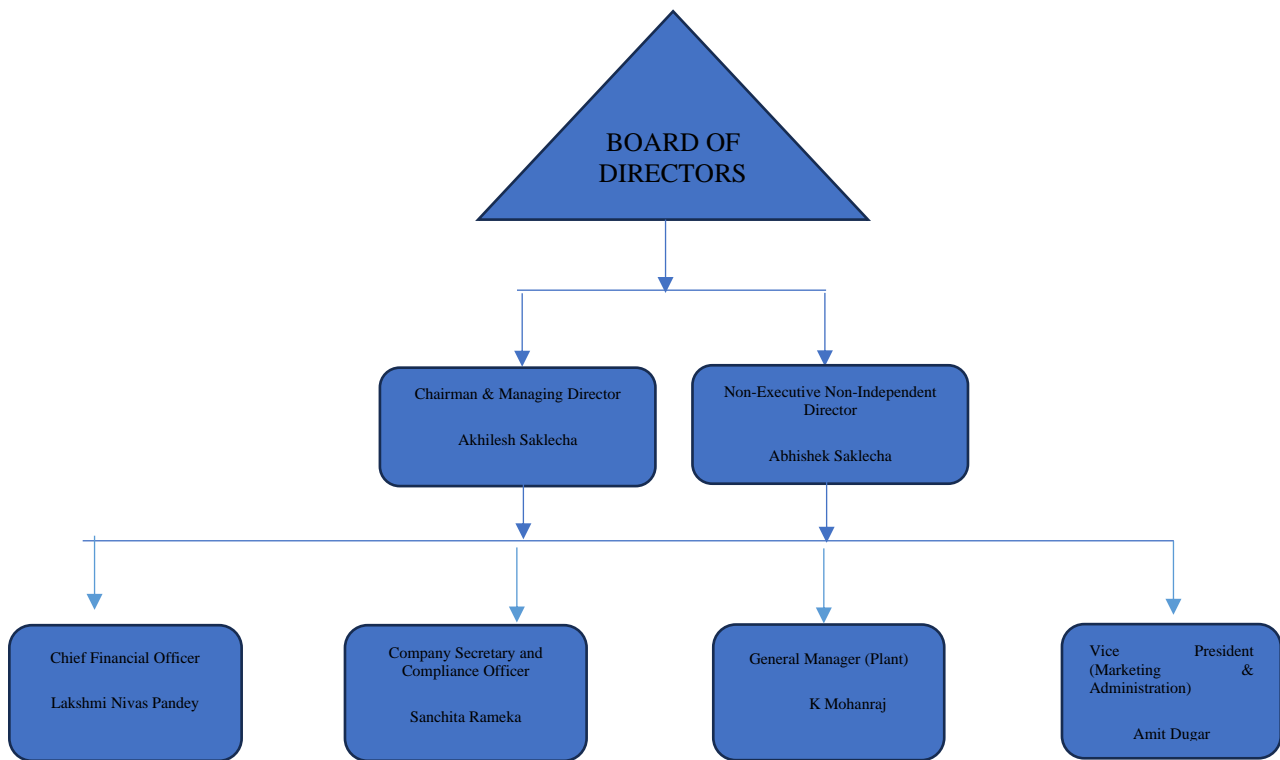 BOARD OF
DIRECTORS
Chairman & Managing Director
Akhilesh Saklecha
Non-Executive Non-Independent
Director
Abhishek Saklecha
Chief Financial Officer
Lakshmi Nivas Pandey
Company Secretary and
Compliance Officer
Sanchita Rameka
General Manager (Plant)
K Mohanraj
Vice President
(Marketing &
Administration)
Amit Dugar